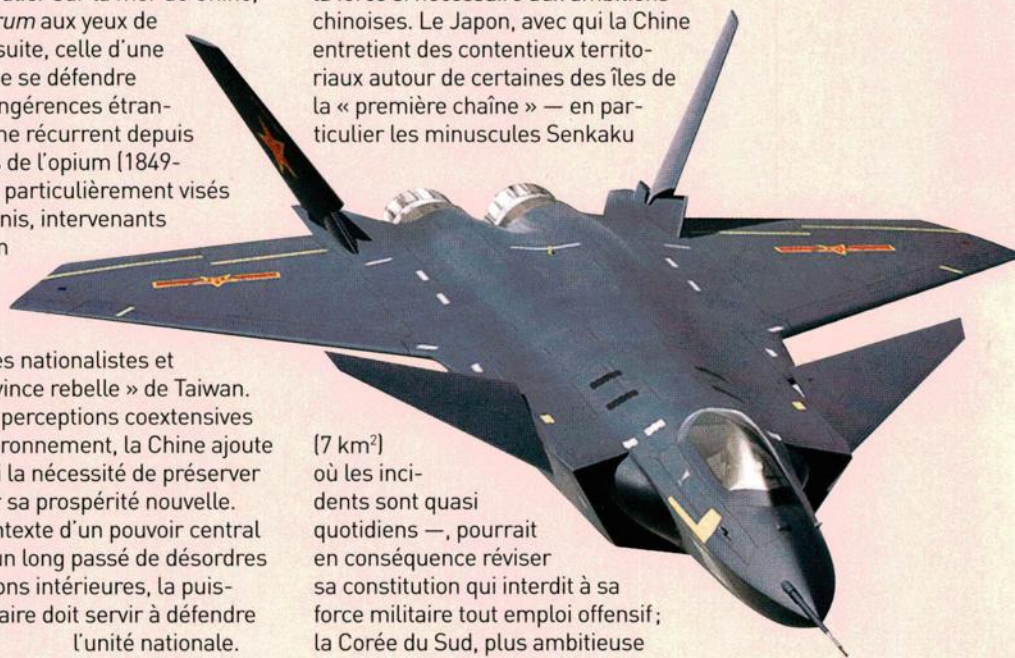 rum aux yeux de
suite, celle d'une
e se défendre
ngérences étran-
ne récurrent depuis
s de l'opium (1849-
particulièrement visés
nis, intervenants
n
es nationalistes et
vince rebelle » de Taiwan.
perceptions coextensives
ronnement, la Chine ajoute
i la nécessité de préserver
r sa prospérité nouvelle.
ntexte d'un pouvoir central
un long passé de désordres
ons intérieures, la puis-
aire doit servir à défendre
l'unité nationale.
chinoises. Le Japon, avec qui la Chine
entretient des contentieux territo-
riaux autour de certaines des îles de
la « première chaîne » — en par-
ticulier les minuscules Senkaku
(7 km²)
où les inci-
dents sont quasi
quotidiens —, pourrait
en conséquence réviser
sa constitution qui interdit à sa
force militaire tout emploi offensif ;
la Corée du Sud, plus ambitieuse